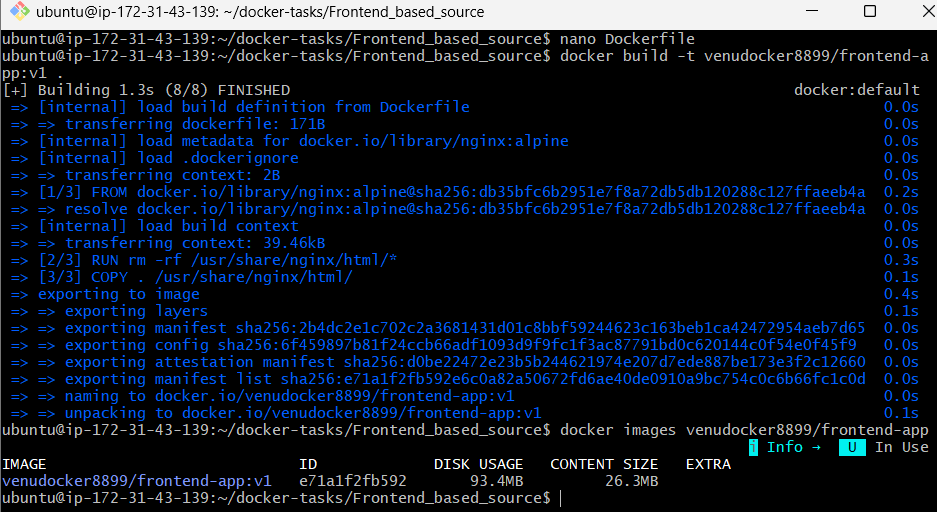 ubuntu@ip-172-31-43-139: ~/docker-tasks/Frontend_based_source
ubuntu@ip-172-31-43-139:~/docker-tasks/Frontend_based_source$ nano Dockerfile
ubuntu@ip-172-31-43-139:~/docker-tasks/Frontend_based_source$ docker build -t venudocker8899/frontend-a
pp:v1 .
[+] Building 1.3s (8/8) FINISHED docker:default
=> [internal] load build definition from Dockerfile 0.0s
=> => transferring dockerfile: 171B 0.0s
=> [internal] load metadata for docker.io/library/nginx:alpine 0.0s
=> [internal] load .dockerignore 0.0s
=> => transferring context: 2B 0.0s
=> [1/3] FROM docker.io/library/nginx:alpine@sha256:db35bfc6b2951e7f8a72db5db120288c127ffaeeb4a 0.2s
=> => resolve docker.io/library/nginx:alpine@sha256:db35bfc6b2951e7f8a72db5db120288c127ffaeeb4a 0.0s
=> [internal] load build context 0.0s
=> => transferring context: 39.46kB 0.0s
=> [2/3] RUN rm -rf /usr/share/nginx/html/* 0.3s
=> [3/3] COPY . /usr/share/nginx/html/ 0.1s
=> exporting to image 0.4s
=> => exporting layers 0.1s
=> => exporting manifest sha256:2b4dc2e1c702c2a3681431d01c8bbf59244623c163beb1ca42472954aeb7d65 0.0s
=> => exporting config sha256:6f459897b81f24ccb66adf1093d9f9fc1f3ac87791bd0c620144c0f54e0f45f9 0.0s
=> => exporting attestation manifest sha256:d0be22472e23b5b244621974e207d7ede887be173e3f2c12660 0.0s
=> => exporting manifest list sha256:e71a1f2fb592e6c0a82a50672fd6ae40de0910a9bc754c0c6b66fc1c0d 0.0s
=> => naming to docker.io/venudocker8899/frontend-app:v1 0.0s
=> => unpacking to docker.io/venudocker8899/frontend-app:v1 0.1s
ubuntu@ip-172-31-43-139:~/docker-tasks/Frontend_based_source$ docker images venudocker8899/frontend-app
i Info → U In Use
IMAGE ID DISK USAGE CONTENT SIZE EXTRA
venudocker8899/frontend-app:v1 e71a1f2fb592 93.4MB 26.3MB
ubuntu@ip-172-31-43-139:~/docker-tasks/Frontend_based_source$